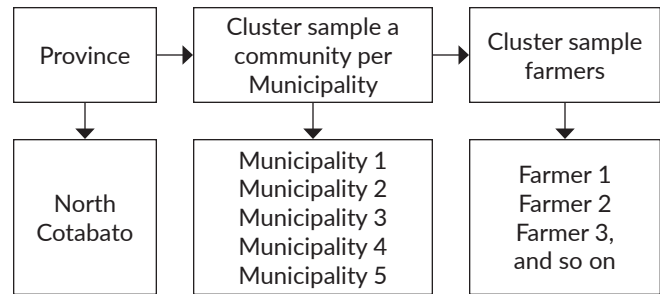 Province
Cluster sample a
community per
Municipality
Cluster sample
farmers
North
Cotabato
Municipality 1
Municipality 2
Municipality 3
Municipality 4
Municipality 5
Farmer 1
Farmer 2
Farmer 3,
and so on